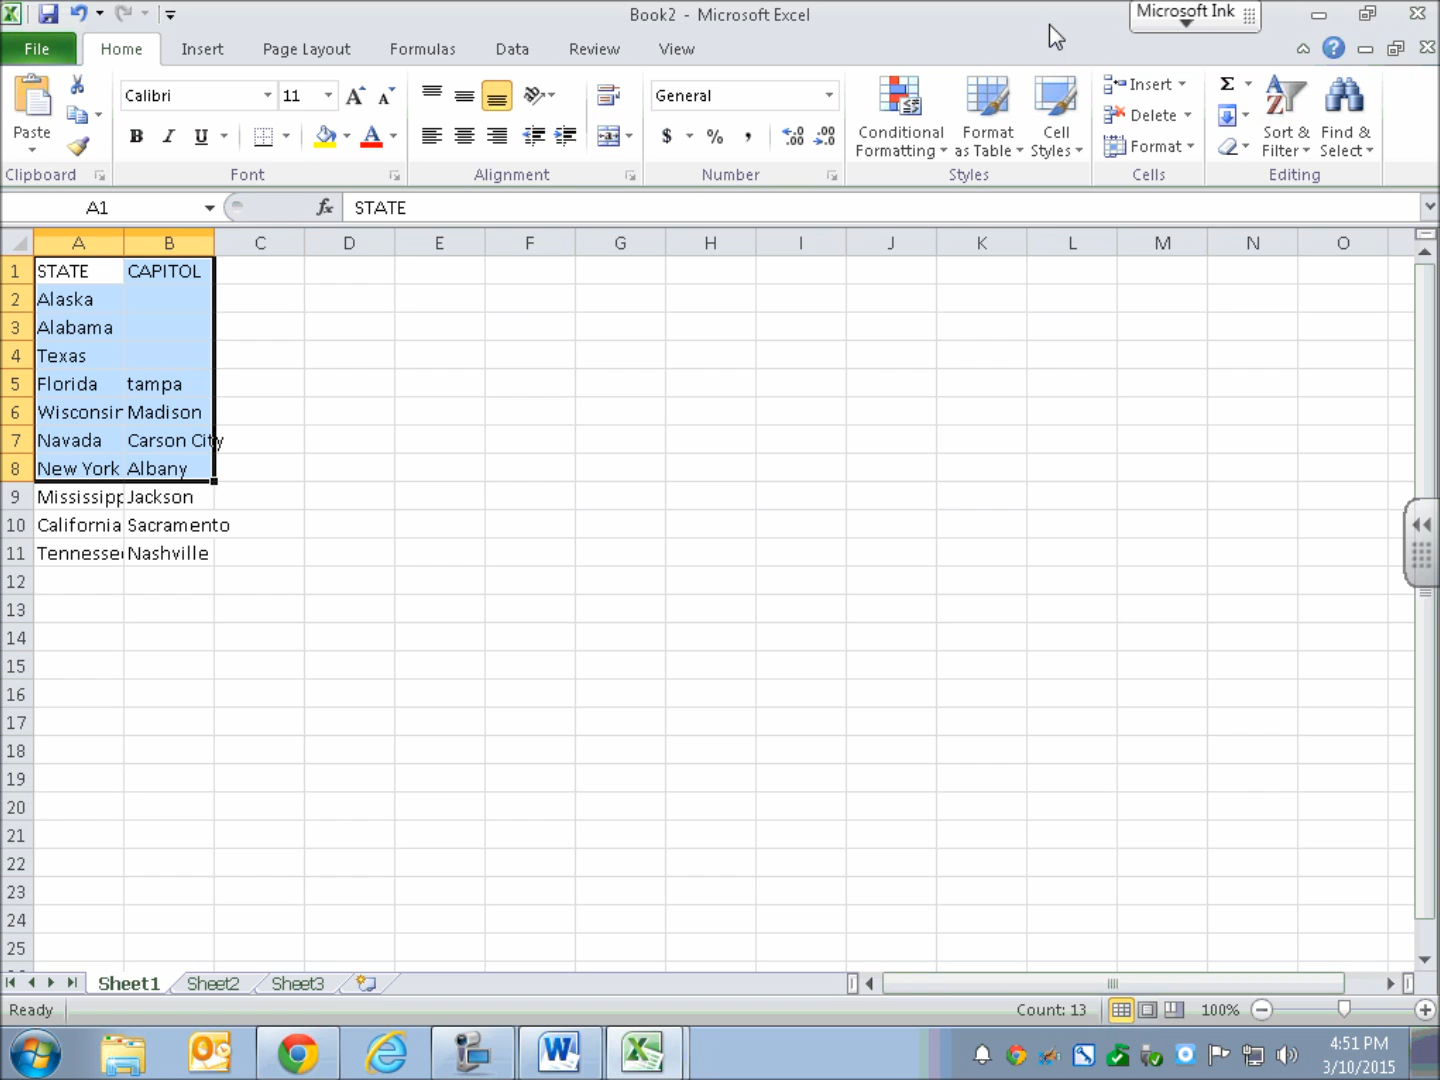 Book2 - Microsoft Excel
Microsoft Ink
File Home Insert Page Layout Formulas Data Review View
Calibri 11 General
Paste
B I U $ % ,
Conditional Formatting
Format as Table
Cell Styles
Insert
Delete
Format
Σ
Sort & Filter
Find & Select
Clipboard Font Alignment Number Styles Cells Editing
A1 fx STATE
A B C D E F G H I J K L M N O
1 STATE CAPITOL
2 Alaska
3 Alabama
4 Texas
5 Florida tampa
6 Wisconsin Madison
7 Navada Carson City
8 New York Albany
9 Mississipp Jackson
10 California Sacramento
11 Tennesse Nashville
12
13
14
15
16
17
18
19
20
21
22
23
24
25
Sheet1 Sheet2 Sheet3
Ready Count: 13 100%
4:51 PM
3/10/2015